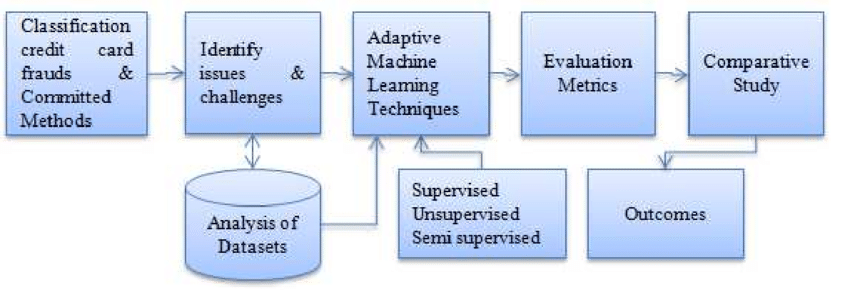 Classification
credit card
frauds &
Committed
Methods
Identify
issues &
challenges
Adaptive
Machine
Learning
Techniques
Evaluation
Metrics
Comparative
Study
Analysis of
Datasets
Supervised
Unsupervised
Semi supervised
Outcomes